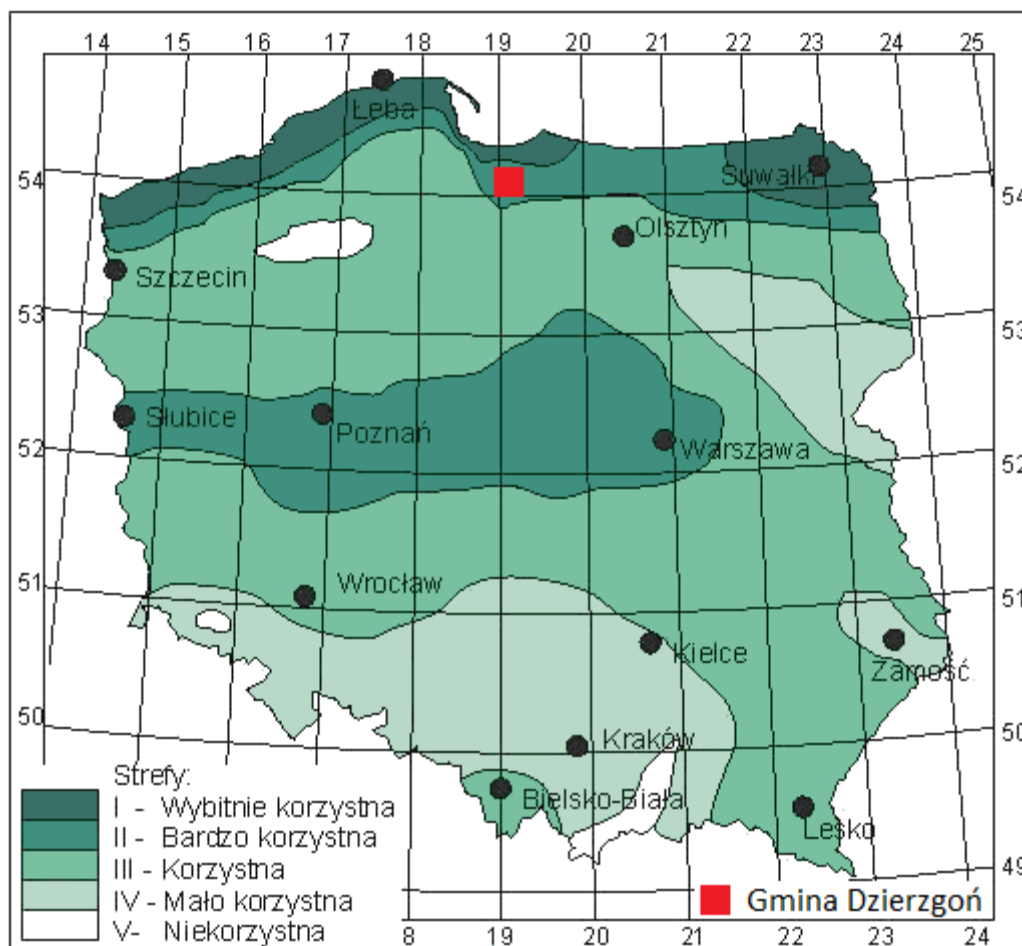 14 15 16 17 18 19 20 21 22 23 24 25
Łeba
54 Suwałki 54
Olsztyn
Szczecin
53 53
Słubice Poznań Warszawa
52 52
51 Wrocław 51
Kielce Zamość
50 Kraków 50
Strefy:
I - Wybitnie korzystna Bielsko-Biała
II - Bardzo korzystna Lesko
III - Korzystna 49
IV - Mało korzystna Gmina Dzierzgoń
V- Niekorzystna 8 19 20 21 22 23 24